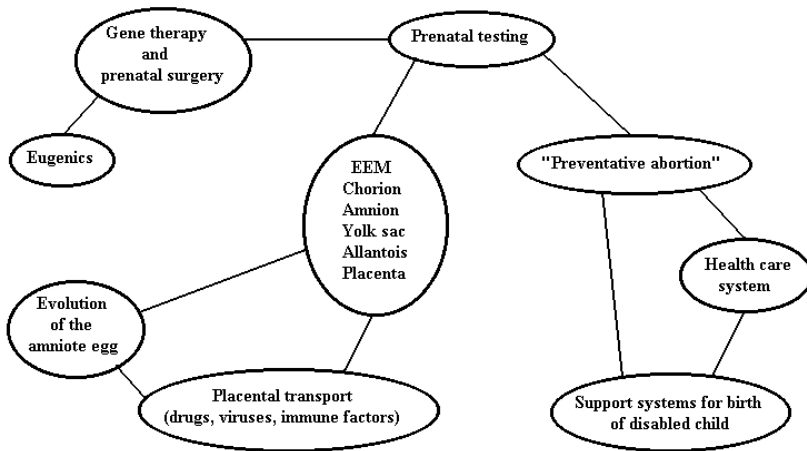 Gene therapy
and
prenatal surgery
Prenatal testing
Eugenics
EEM
Chorion
Amnion
Yolk sac
Allantois
Placenta
"Preventative abortion"
Health care
system
Evolution
of the
amniote egg
Placental transport
(drugs, viruses, immune factors)
Support systems for birth
of disabled child